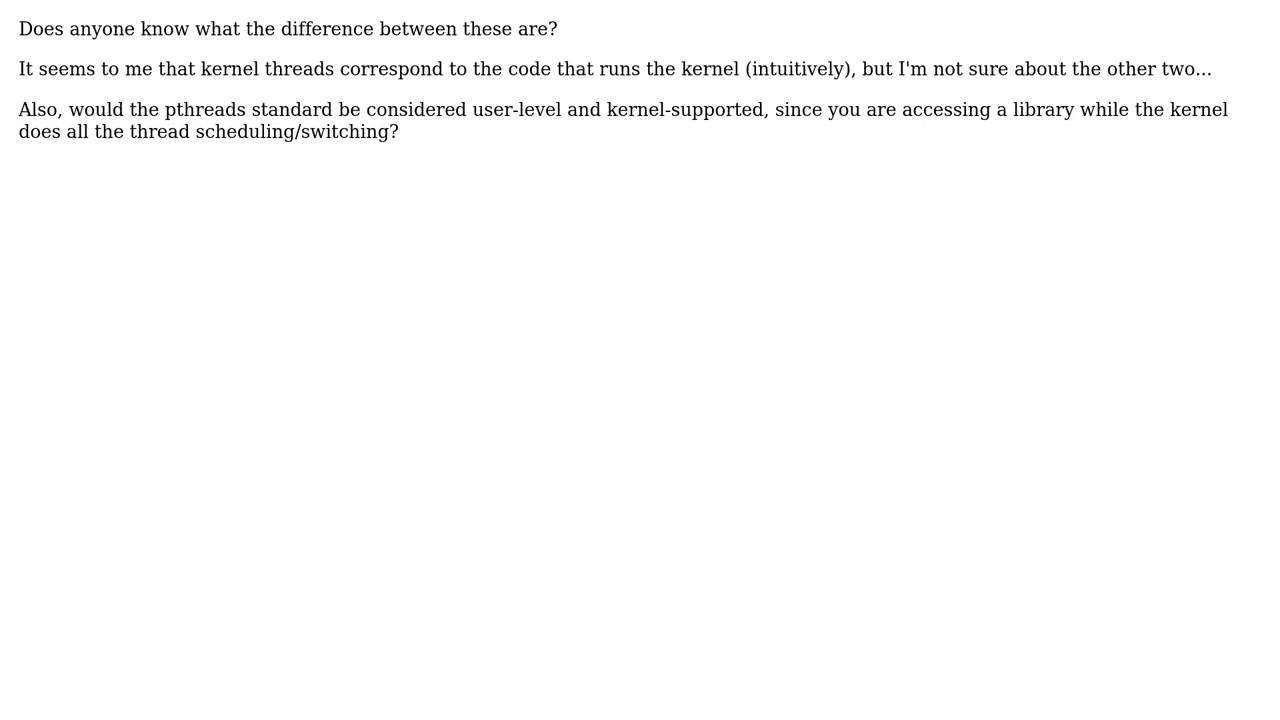 Does anyone know what the difference between these are?
It seems to me that kernel threads correspond to the code that runs the kernel (intuitively), but I'm not sure about the other two...
Also, would the pthreads standard be considered user-level and kernel-supported, since you are accessing a library while the kernel
does all the thread scheduling/switching?